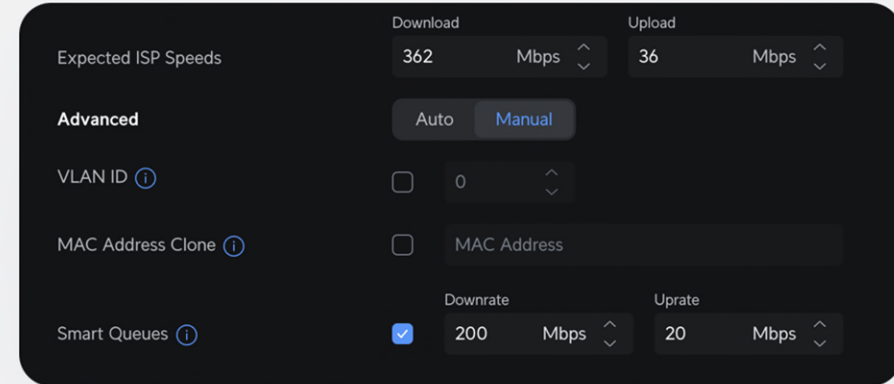 Download Upload
Expected ISP Speeds 362 Mbps 36 Mbps
Advanced Auto Manual
VLAN ID 0
MAC Address Clone MAC Address
Downrate Uprate
Smart Queues 200 Mbps 20 Mbps